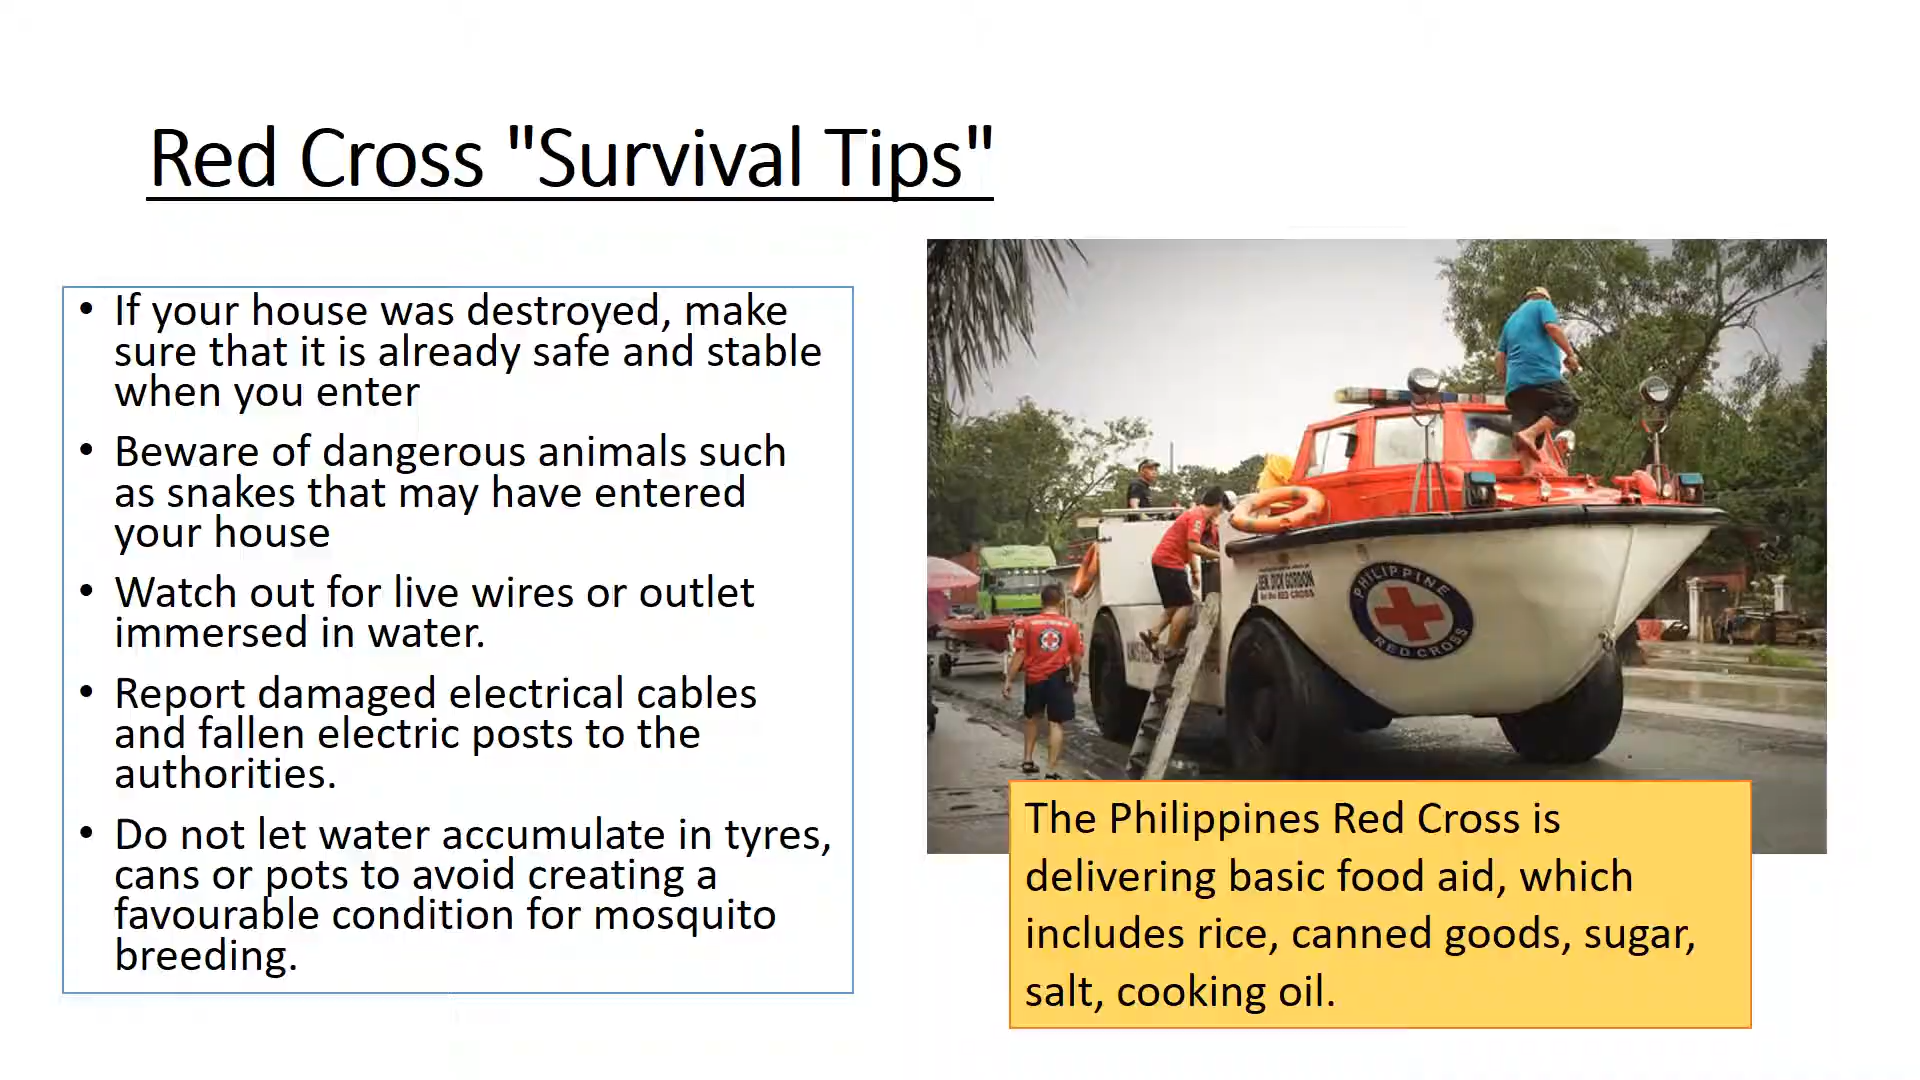 Red Cross "Survival Tips"
• If your house was destroyed, make
sure that it is already safe and stable
when you enter
• Beware of dangerous animals such
as snakes that may have entered
your house
• Watch out for live wires or outlet
immersed in water.
• Report damaged electrical cables
and fallen electric posts to the
authorities.
• Do not let water accumulate in tyres,
cans or pots to avoid creating a
favourable condition for mosquito
breeding.
SEN. DICK GORDON
PHILIPPINE
RED CROSS
The Philippines Red Cross is
delivering basic food aid, which
includes rice, canned goods, sugar,
salt, cooking oil.